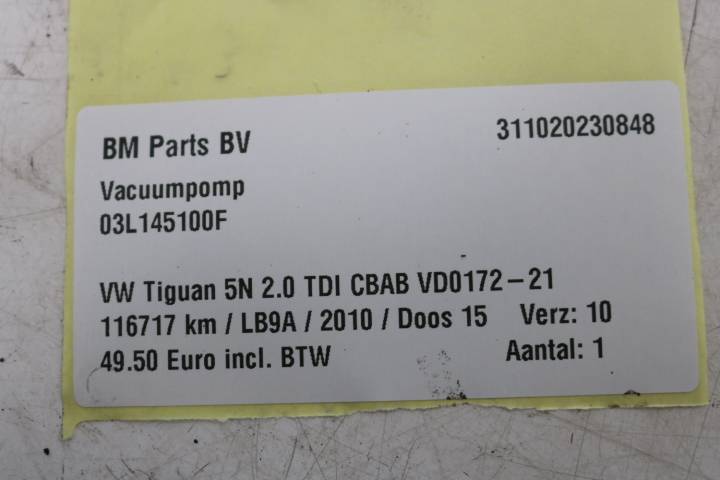 BM Parts BV 311020230848
Vacuumpomp
03L145100F
VW Tiguan 5N 2.0 TDI CBAB VD0172-21
116717 km / LB9A / 2010 / Doos 15 Verz: 10
49.50 Euro incl. BTW Aantal: 1